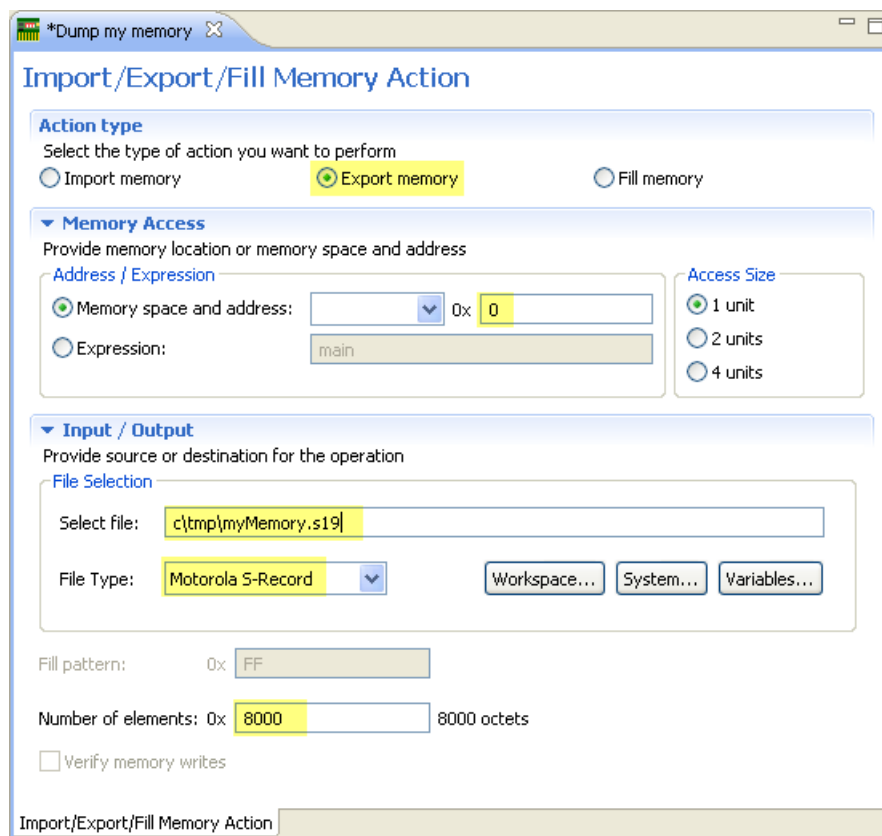 *Dump my memory
Import/Export/Fill Memory Action
Action type
Select the type of action you want to perform
Import memory Export memory Fill memory
Memory Access
Provide memory location or memory space and address
Address / Expression Access Size
Memory space and address: 0x 0 1 unit
2 units
Expression: main
4 units
Input / Output
Provide source or destination for the operation
File Selection
Select file: c\tmp\myMemory.s19
File Type: Motorola S-Record Workspace... System... Variables...
Fill pattern: 0x FF
Number of elements: 0x 8000 8000 octets
Verify memory writes
Import/Export/Fill Memory Action